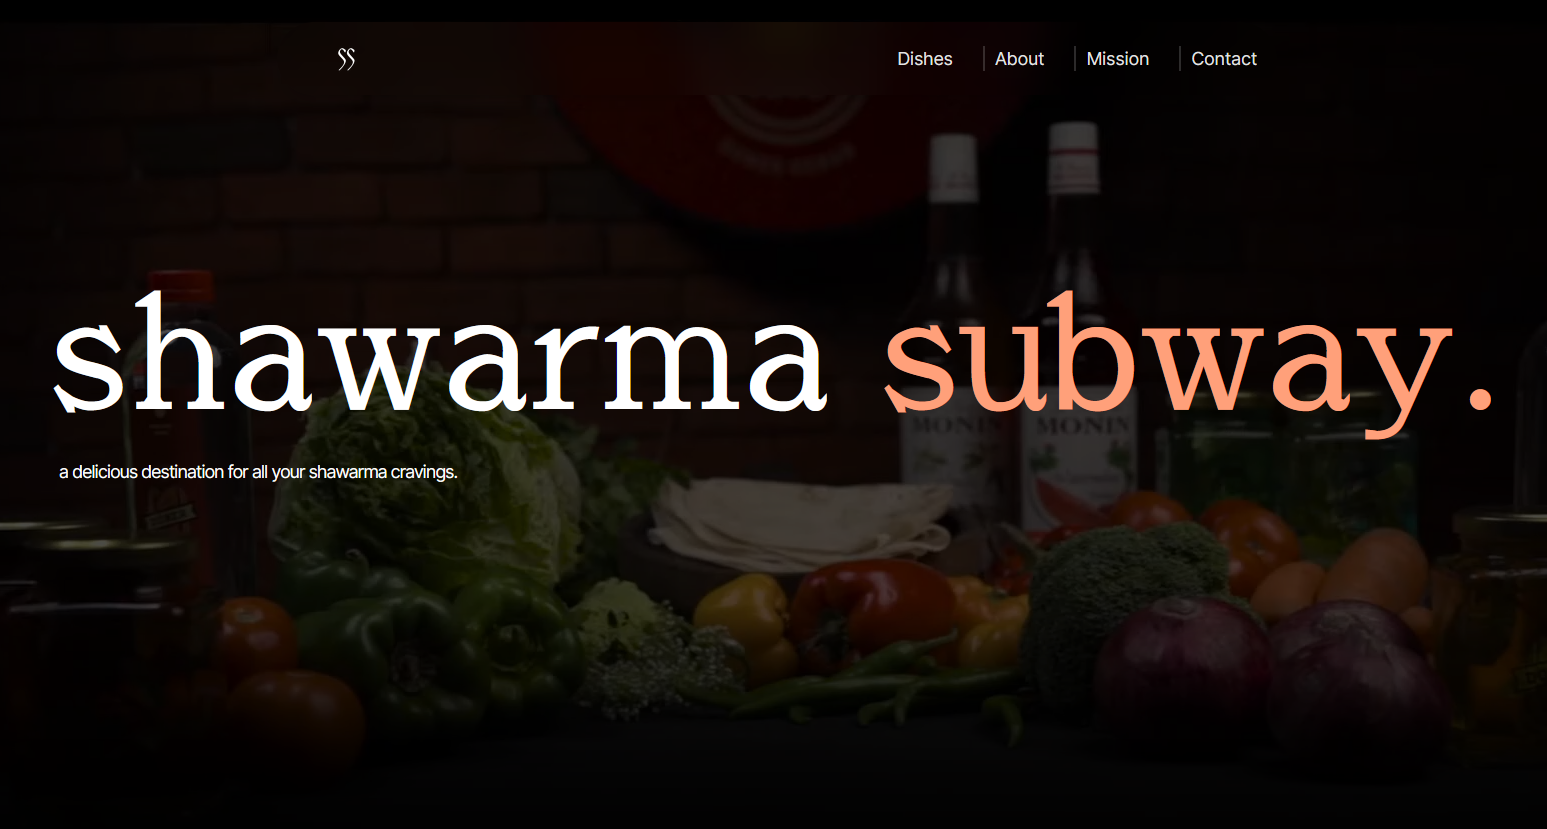 SS
Dishes
About
Mission
Contact
shawarma subway.
a delicious destination for all your shawarma cravings.
MONIN
MONIN